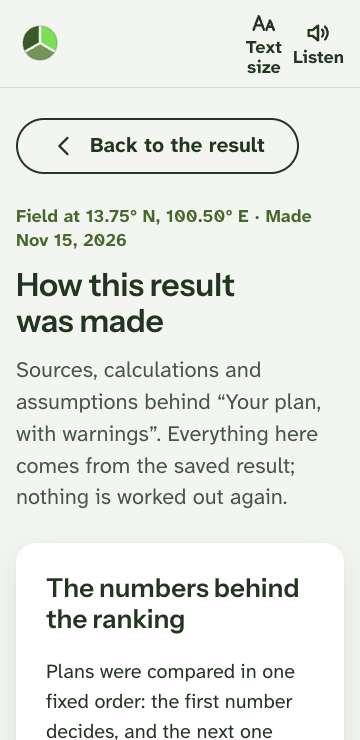 Text
size
Listen
Back to the result
Field at 13.75° N, 100.50° E · Made
Nov 15, 2026
How this result
was made
Sources, calculations and
assumptions behind “Your plan,
with warnings”. Everything here
comes from the saved result;
nothing is worked out again.
The numbers behind
the ranking
Plans were compared in one
fixed order: the first number
decides, and the next one